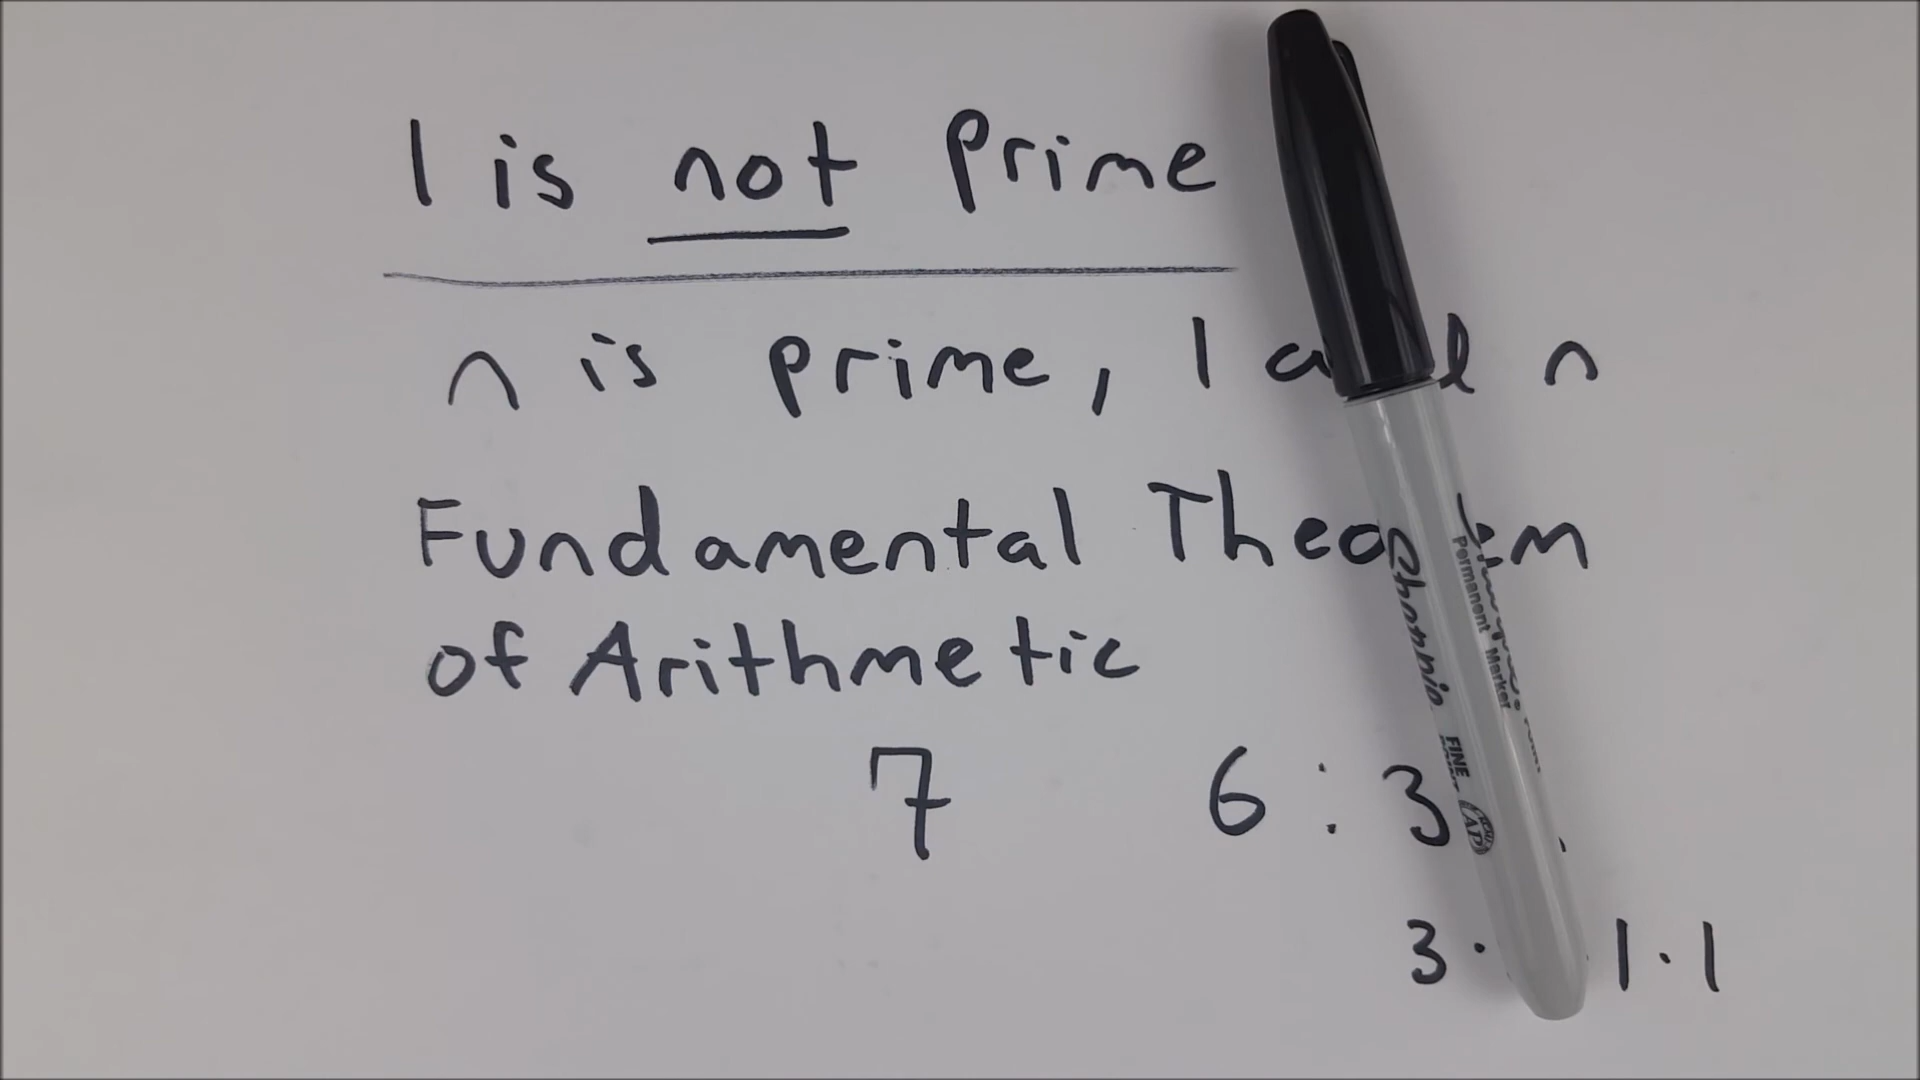 1 is not prime
n is prime, 1 n
Fundamental
of Arithmetic
7 6 : 3
3 · 1 · 1
Permanent Marker
FINE
AP